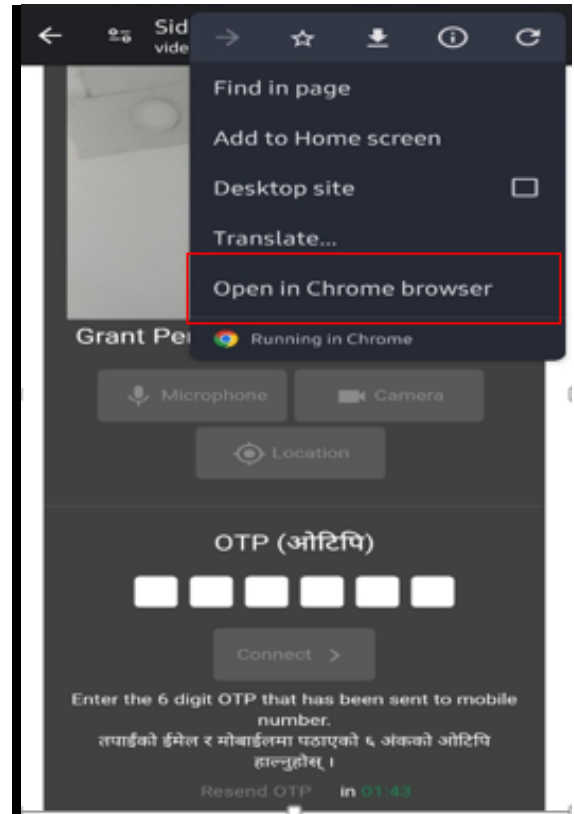 Sid
vide
Find in page
Add to Home screen
Desktop site
Translate...
Open in Chrome browser
Running in Chrome
Grant Per
Microphone
Camera
Location
OTP (ओटिपि)
Connect >
Enter the 6 digit OTP that has been sent to mobile
number.
तपाईंको ईमेल र मोबाईलमा पठाएको ६ अंकको ओटिपि
हाल्नुहोस् ।
Resend OTP in 01:43